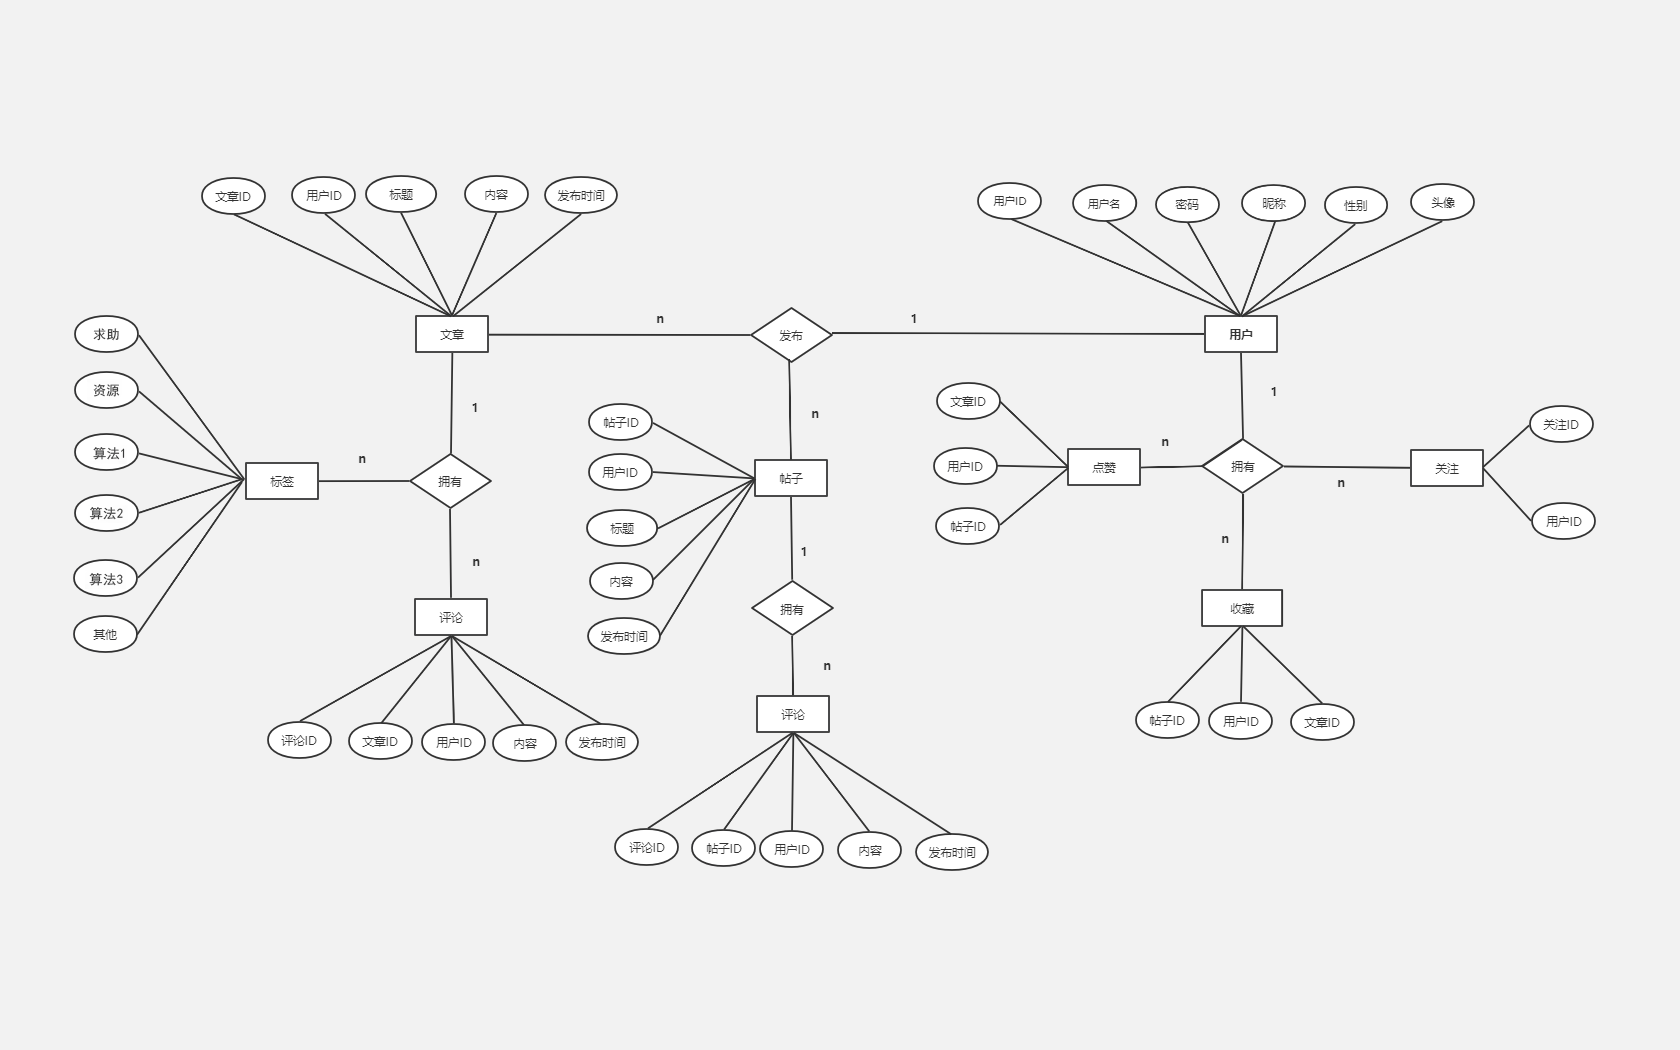 文章ID
用户ID
标题
内容
发布时间
用户ID
用户名
密码
昵称
性别
头像
求助
资源
算法1
算法2
算法3
其他
文章
n
发布
1
用户
1
n
1
标签
n
拥有
n
评论
评论ID
文章ID
用户ID
内容
发布时间
帖子ID
用户ID
标题
内容
发布时间
帖子
1
拥有
n
评论
评论ID
帖子ID
用户ID
内容
发布时间
文章ID
用户ID
帖子ID
点赞
n
拥有
n
关注
关注ID
用户ID
n
收藏
帖子ID
用户ID
文章ID